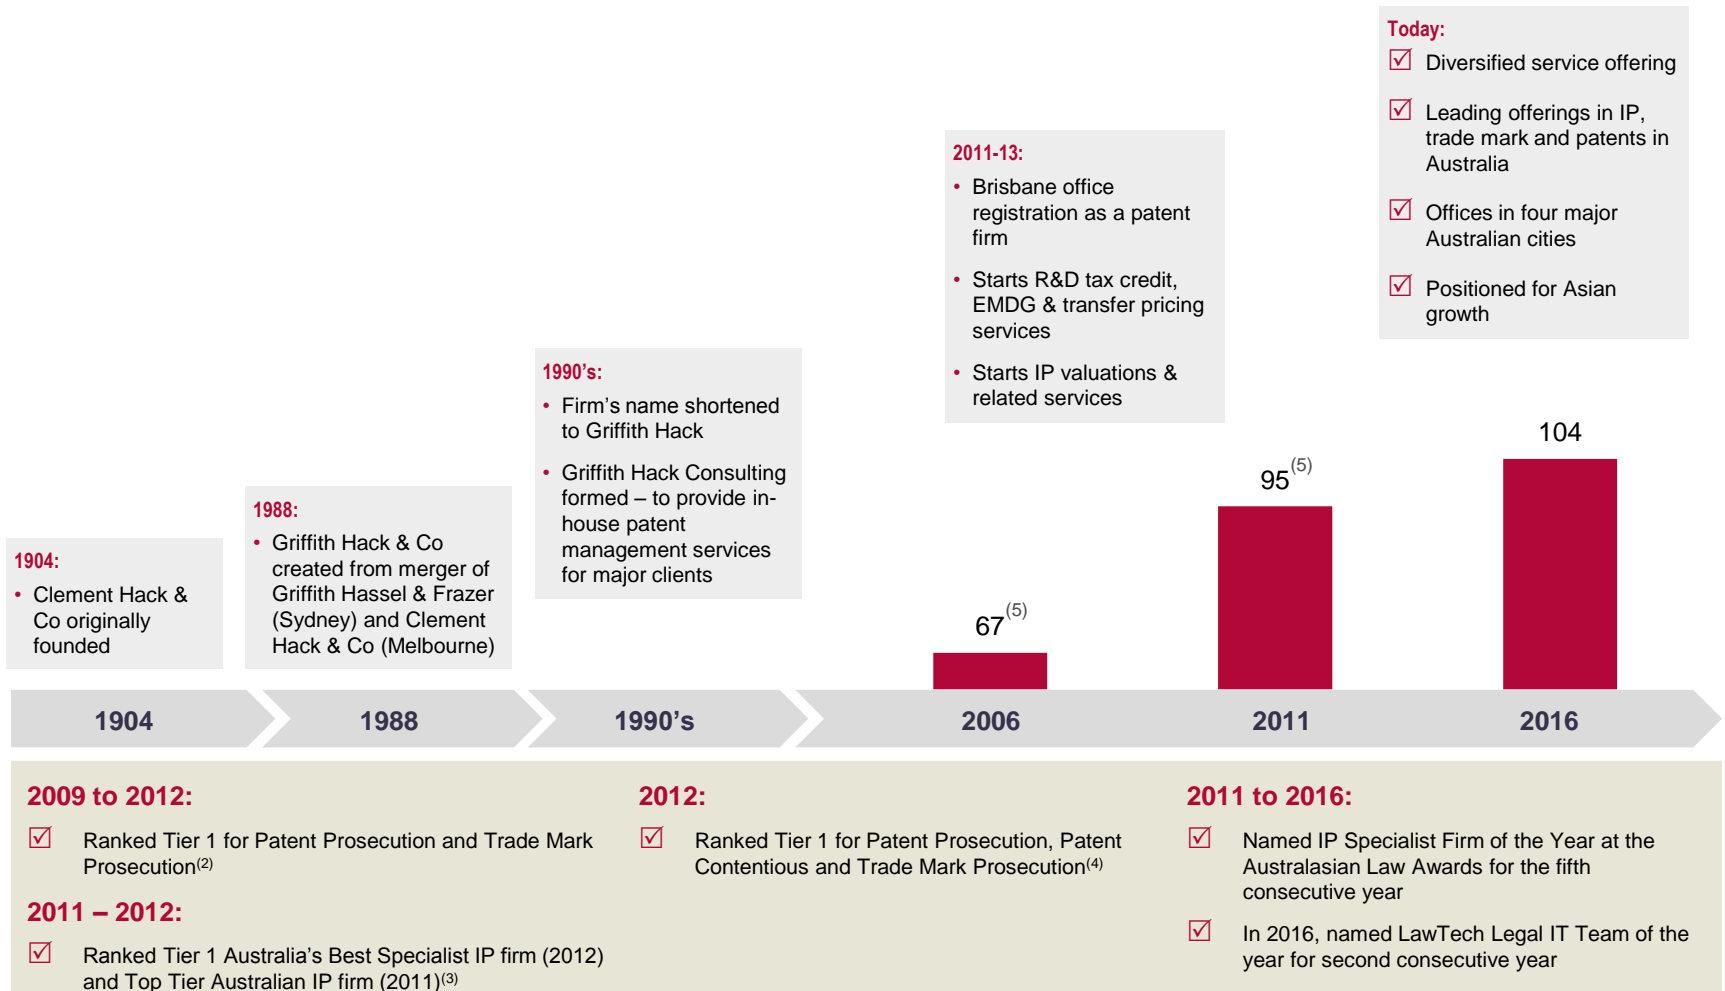 1904:
• Clement Hack &
Co originally
founded
1988:
• Griffith Hack & Co
created from merger of
Griffith Hassel & Frazer
(Sydney) and Clement
Hack & Co (Melbourne)
1990’s:
• Firm’s name shortened
to Griffith Hack
• Griffith Hack Consulting
formed – to provide in-
house patent
management services
for major clients
2011-13:
• Brisbane office
registration as a patent
firm
• Starts R&D tax credit,
EMDG & transfer pricing
services
• Starts IP valuations &
related services
Today:
☑ Diversified service offering
☑ Leading offerings in IP,
trade mark and patents in
Australia
☑ Offices in four major
Australian cities
☑ Positioned for Asian
growth
67(5)
95(5)
104
1904
1988
1990’s
2006
2011
2016
2009 to 2012:
☑ Ranked Tier 1 for Patent Prosecution and Trade Mark
Prosecution(2)
2011 – 2012:
☑ Ranked Tier 1 Australia’s Best Specialist IP firm (2012)
and Top Tier Australian IP firm (2011)(3)
2012:
☑ Ranked Tier 1 for Patent Prosecution, Patent
Contentious and Trade Mark Prosecution(4)
2011 to 2016:
☑ Named IP Specialist Firm of the Year at the
Australasian Law Awards for the fifth
consecutive year
☑ In 2016, named LawTech Legal IT Team of the
year for second consecutive year